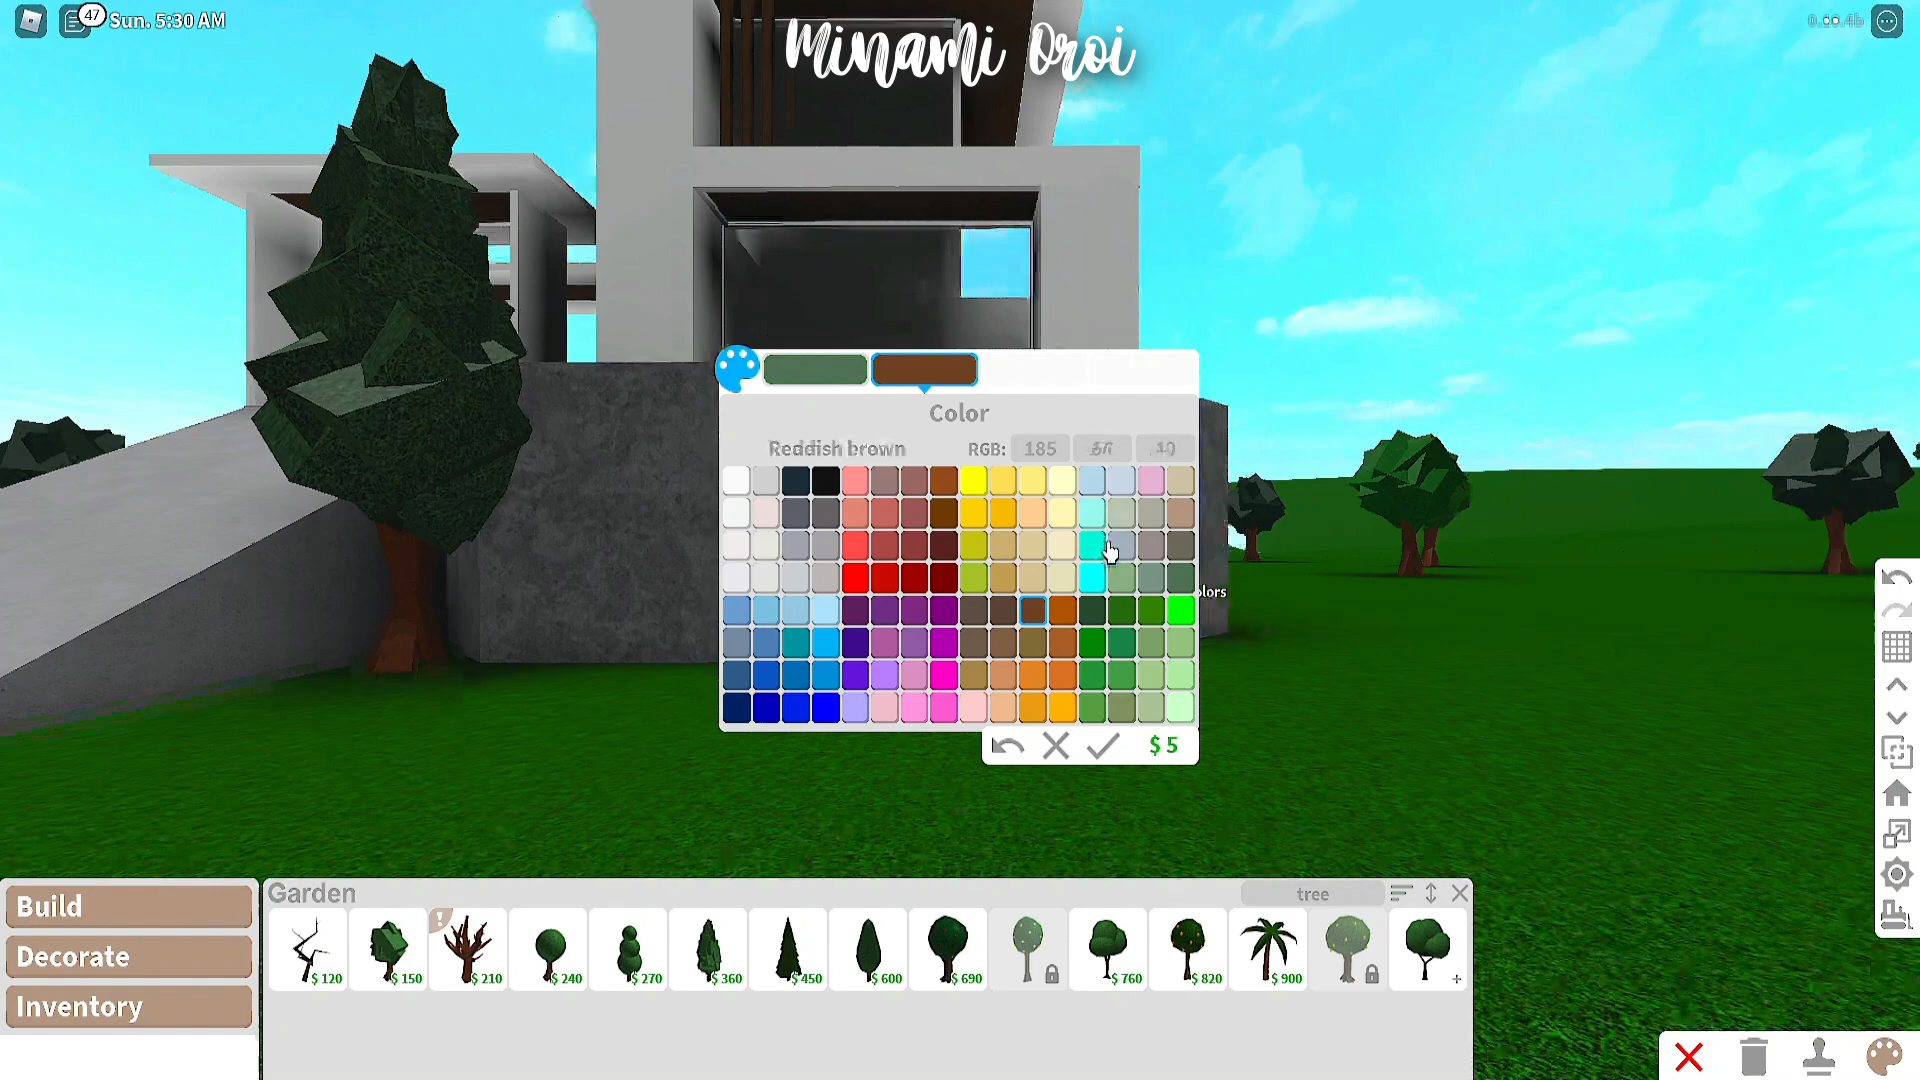 47
Sun. 5:30 AM
Minami Oroi
Color
Reddish brown
RGB: 185
olors
$ 5
Garden
tree
Build
Decorate
Inventory
$ 120
$ 150
!
$ 210
$ 240
$ 270
$ 360
$ 450
$ 600
$ 690
$ 760
$ 820
$ 900
+